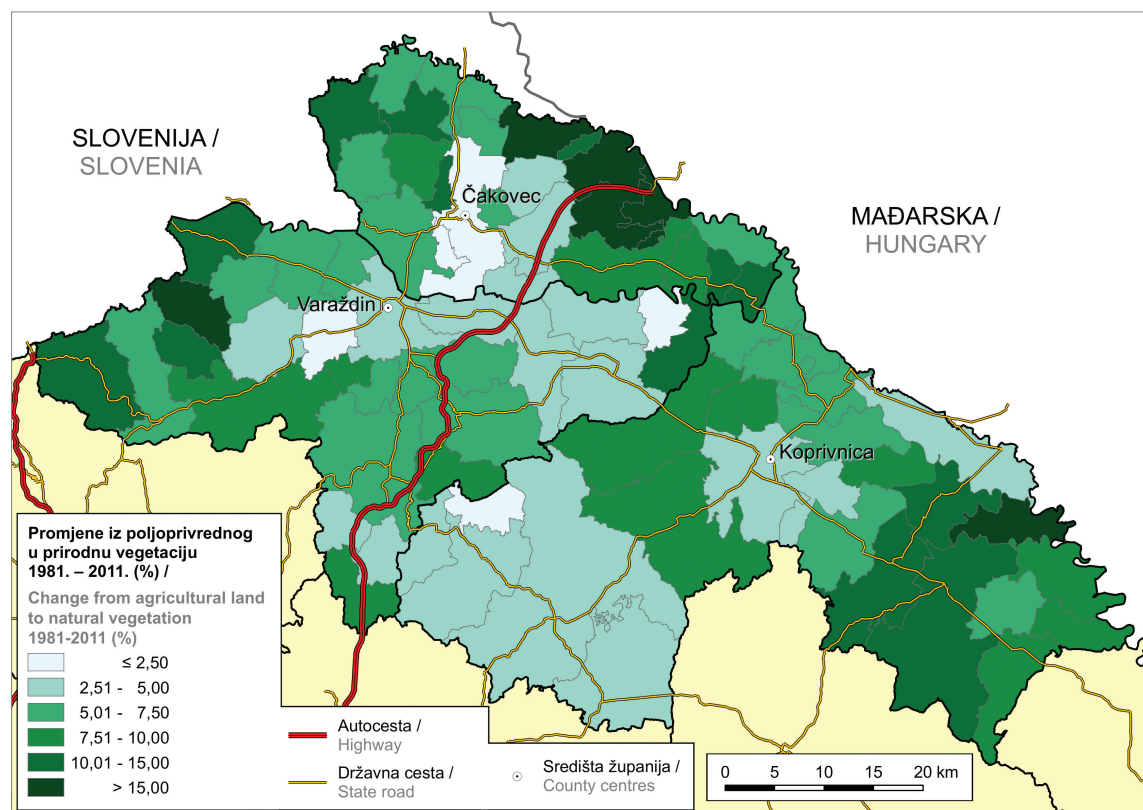 SLOVENIJA /
SLOVENIA
Čakovec
MAĐARSKA /
HUNGARY
Varaždin
Koprivnica
Promjene iz poljoprivrednog
u prirodnu vegetaciju
1981. – 2011. (%) /
Change from agricultural land
to natural vegetation
1981-2011 (%)
≤ 2,50
2,51 - 5,00
5,01 - 7,50
7,51 - 10,00
10,01 - 15,00
> 15,00
Autocesta /
Highway
Državna cesta /
State road
Središta županija /
County centres
0 5 10 15 20 km